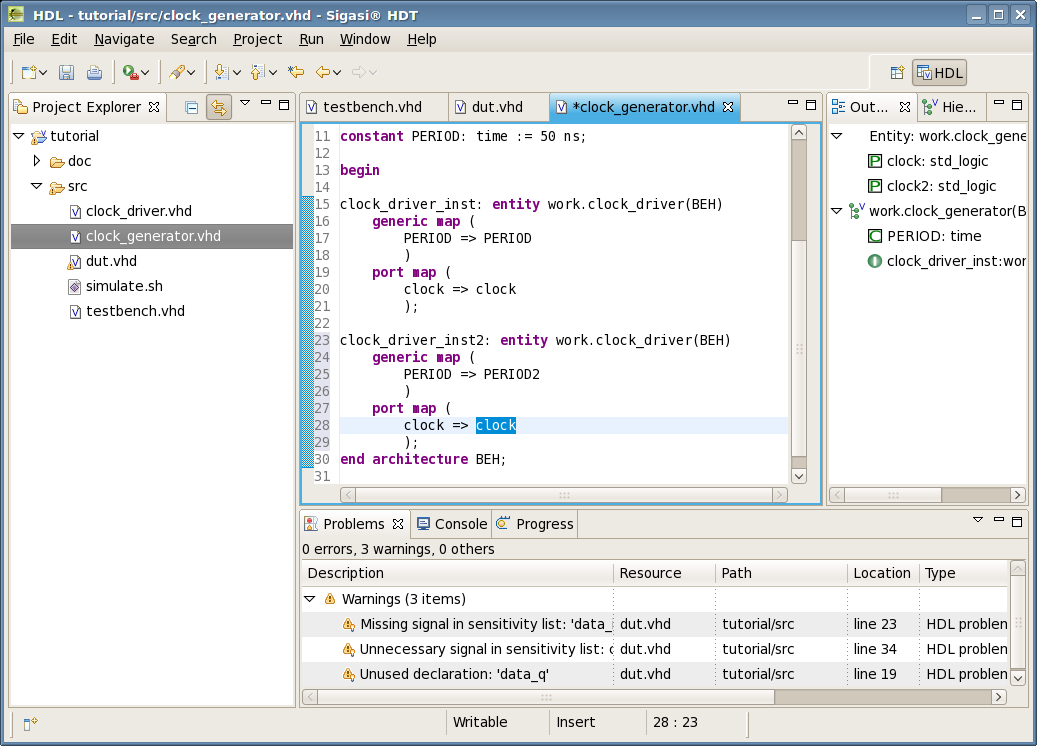 HDL - tutorial/src/clock_generator.vhd - Sigasi® HDT
File Edit Navigate Search Project Run Window Help
HDL
Project Explorer
tutorial
doc
src
clock_driver.vhd
clock_generator.vhd
dut.vhd
simulate.sh
testbench.vhd
testbench.vhd dut.vhd *clock_generator.vhd
11 constant PERIOD: time := 50 ns;
12
13 begin
14
15 clock_driver_inst: entity work.clock_driver(BEH)
16 generic map (
17 PERIOD => PERIOD
18 )
19 port map (
20 clock => clock
21 );
22
23 clock_driver_inst2: entity work.clock_driver(BEH)
24 generic map (
25 PERIOD => PERIOD2
26 )
27 port map (
28 clock => clock
29 );
30 end architecture BEH;
31
Out... Hie...
Entity: work.clock_gene
clock: std_logic
clock2: std_logic
work.clock_generator(B
PERIOD: time
clock_driver_inst:wor
Problems Console Progress
0 errors, 3 warnings, 0 others
Description Resource Path Location Type
Warnings (3 items)
Missing signal in sensitivity list: 'data_ dut.vhd tutorial/src line 23 HDL problen
Unnecessary signal in sensitivity list: c dut.vhd tutorial/src line 34 HDL problen
Unused declaration: 'data_q' dut.vhd tutorial/src line 19 HDL problen
Writable Insert 28 : 23